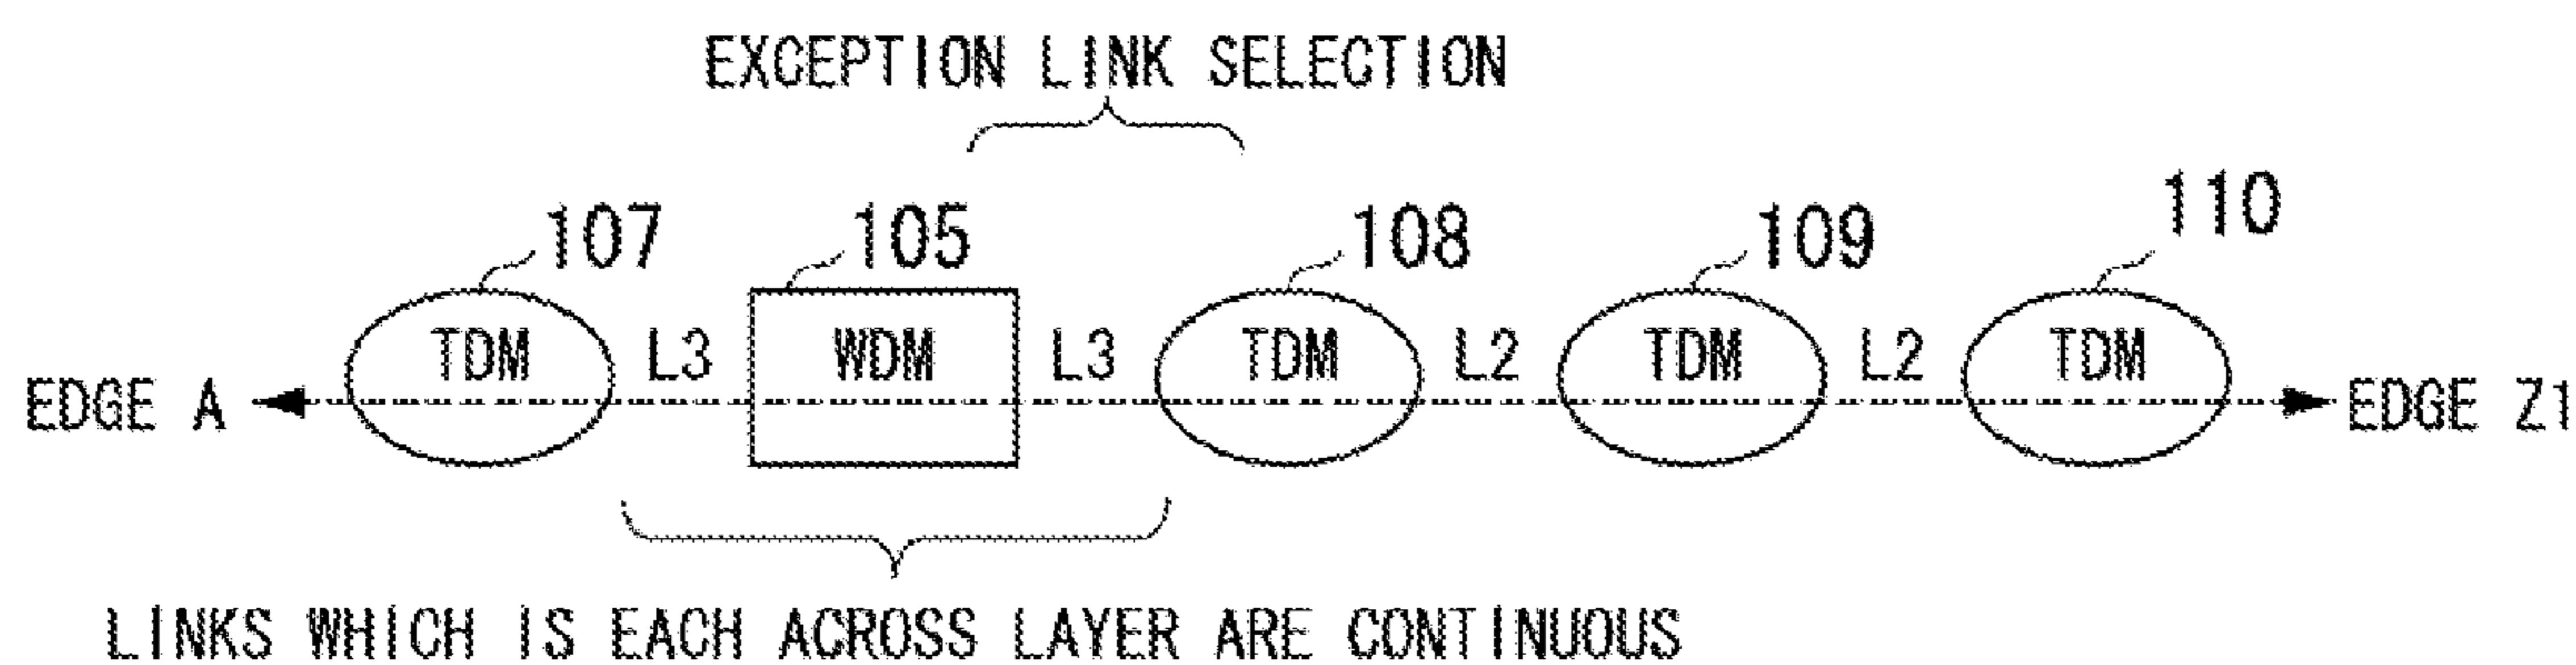 EXCEPTION LINK SELECTION
107 105 108 109 110
TDM L3 WDM L3 TDM L2 TDM L2 TDM
EDGE A EDGE Z1
LINKS WHICH IS EACH ACROSS LAYER ARE CONTINUOUS